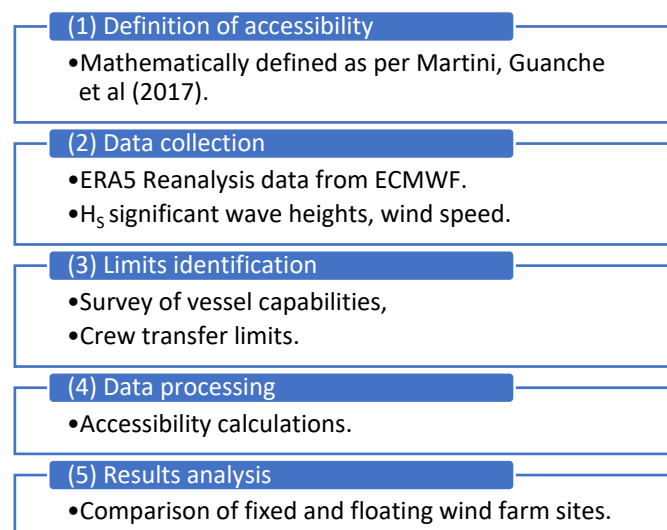 (1) Definition of accessibility
•Mathematically defined as per Martini, Guanche
et al (2017).
(2) Data collection
•ERA5 Reanalysis data from ECMWF.
•HS significant wave heights, wind speed.
(3) Limits identification
•Survey of vessel capabilities,
•Crew transfer limits.
(4) Data processing
•Accessibility calculations.
(5) Results analysis
•Comparison of fixed and floating wind farm sites.